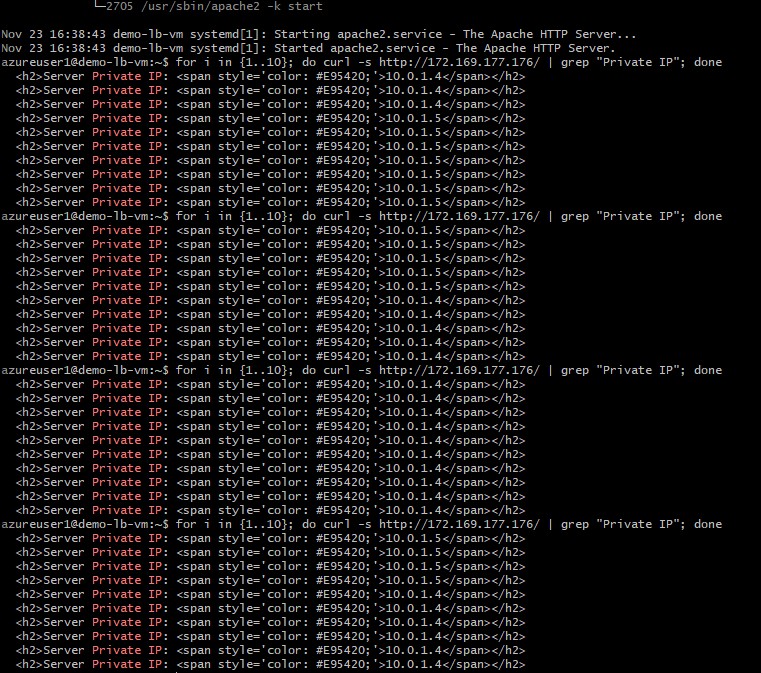 └─2705 /usr/sbin/apache2 -k start
Nov 23 16:38:43 demo-lb-vm systemd[1]: Starting apache2.service - The Apache HTTP Server...
Nov 23 16:38:43 demo-lb-vm systemd[1]: Started apache2.service - The Apache HTTP Server.
azureuser1@demo-lb-vm:~$ for i in {1..10}; do curl -s http://172.169.177.176/ | grep "Private IP"; done
<h2>Server Private IP: <span style='color: #E95420;'>10.0.1.4</span></h2>
<h2>Server Private IP: <span style='color: #E95420;'>10.0.1.4</span></h2>
<h2>Server Private IP: <span style='color: #E95420;'>10.0.1.5</span></h2>
<h2>Server Private IP: <span style='color: #E95420;'>10.0.1.5</span></h2>
<h2>Server Private IP: <span style='color: #E95420;'>10.0.1.5</span></h2>
<h2>Server Private IP: <span style='color: #E95420;'>10.0.1.5</span></h2>
<h2>Server Private IP: <span style='color: #E95420;'>10.0.1.5</span></h2>
<h2>Server Private IP: <span style='color: #E95420;'>10.0.1.5</span></h2>
<h2>Server Private IP: <span style='color: #E95420;'>10.0.1.5</span></h2>
<h2>Server Private IP: <span style='color: #E95420;'>10.0.1.5</span></h2>
azureuser1@demo-lb-vm:~$ for i in {1..10}; do curl -s http://172.169.177.176/ | grep "Private IP"; done
<h2>Server Private IP: <span style='color: #E95420;'>10.0.1.5</span></h2>
<h2>Server Private IP: <span style='color: #E95420;'>10.0.1.5</span></h2>
<h2>Server Private IP: <span style='color: #E95420;'>10.0.1.5</span></h2>
<h2>Server Private IP: <span style='color: #E95420;'>10.0.1.5</span></h2>
<h2>Server Private IP: <span style='color: #E95420;'>10.0.1.5</span></h2>
<h2>Server Private IP: <span style='color: #E95420;'>10.0.1.4</span></h2>
<h2>Server Private IP: <span style='color: #E95420;'>10.0.1.4</span></h2>
<h2>Server Private IP: <span style='color: #E95420;'>10.0.1.4</span></h2>
<h2>Server Private IP: <span style='color: #E95420;'>10.0.1.4</span></h2>
<h2>Server Private IP: <span style='color: #E95420;'>10.0.1.4</span></h2>
azureuser1@demo-lb-vm:~$ for i in {1..10}; do curl -s http://172.169.177.176/ | grep "Private IP"; done
<h2>Server Private IP: <span style='color: #E95420;'>10.0.1.4</span></h2>
<h2>Server Private IP: <span style='color: #E95420;'>10.0.1.4</span></h2>
<h2>Server Private IP: <span style='color: #E95420;'>10.0.1.4</span></h2>
<h2>Server Private IP: <span style='color: #E95420;'>10.0.1.4</span></h2>
<h2>Server Private IP: <span style='color: #E95420;'>10.0.1.4</span></h2>
<h2>Server Private IP: <span style='color: #E95420;'>10.0.1.4</span></h2>
<h2>Server Private IP: <span style='color: #E95420;'>10.0.1.4</span></h2>
<h2>Server Private IP: <span style='color: #E95420;'>10.0.1.4</span></h2>
<h2>Server Private IP: <span style='color: #E95420;'>10.0.1.4</span></h2>
<h2>Server Private IP: <span style='color: #E95420;'>10.0.1.4</span></h2>
azureuser1@demo-lb-vm:~$ for i in {1..10}; do curl -s http://172.169.177.176/ | grep "Private IP"; done
<h2>Server Private IP: <span style='color: #E95420;'>10.0.1.5</span></h2>
<h2>Server Private IP: <span style='color: #E95420;'>10.0.1.5</span></h2>
<h2>Server Private IP: <span style='color: #E95420;'>10.0.1.5</span></h2>
<h2>Server Private IP: <span style='color: #E95420;'>10.0.1.5</span></h2>
<h2>Server Private IP: <span style='color: #E95420;'>10.0.1.4</span></h2>
<h2>Server Private IP: <span style='color: #E95420;'>10.0.1.4</span></h2>
<h2>Server Private IP: <span style='color: #E95420;'>10.0.1.4</span></h2>
<h2>Server Private IP: <span style='color: #E95420;'>10.0.1.4</span></h2>
<h2>Server Private IP: <span style='color: #E95420;'>10.0.1.4</span></h2>
<h2>Server Private IP: <span style='color: #E95420;'>10.0.1.4</span></h2>